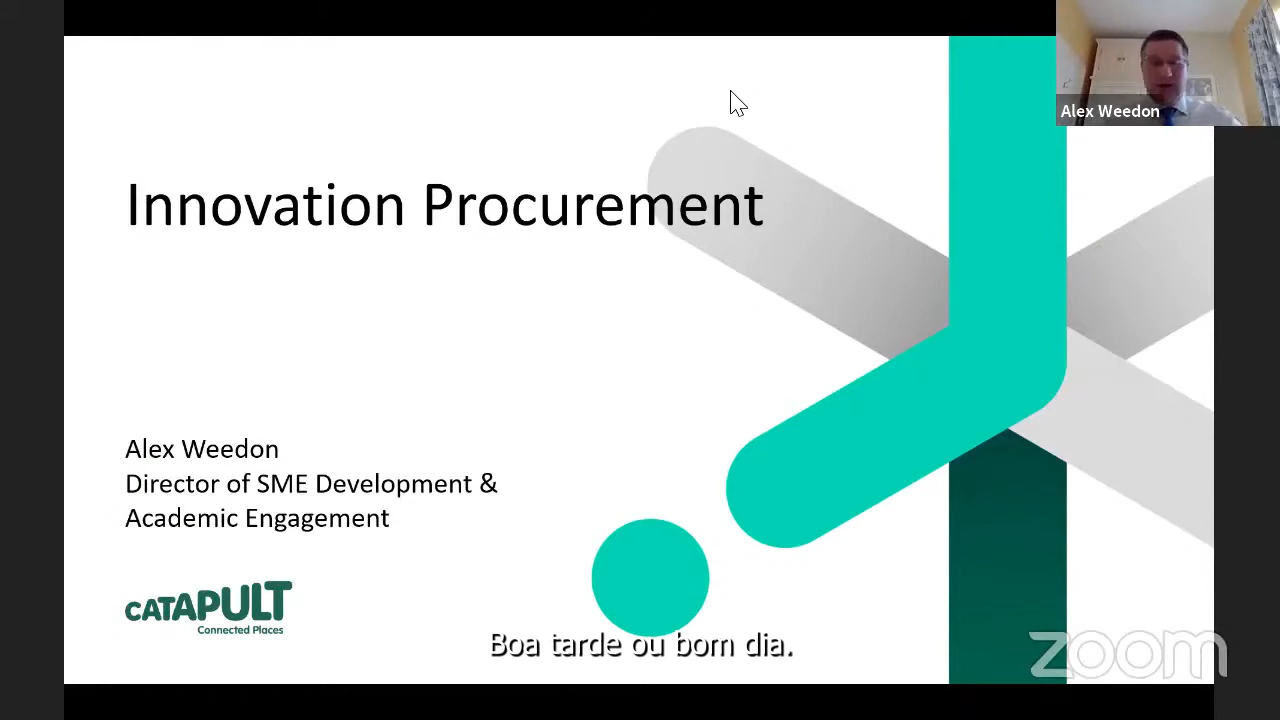 Alex Weedon
Innovation Procurement
Alex Weedon
Director of SME Development &
Academic Engagement
CATAPULT
Connected Places
Boa tarde ou bom dia.
zoom